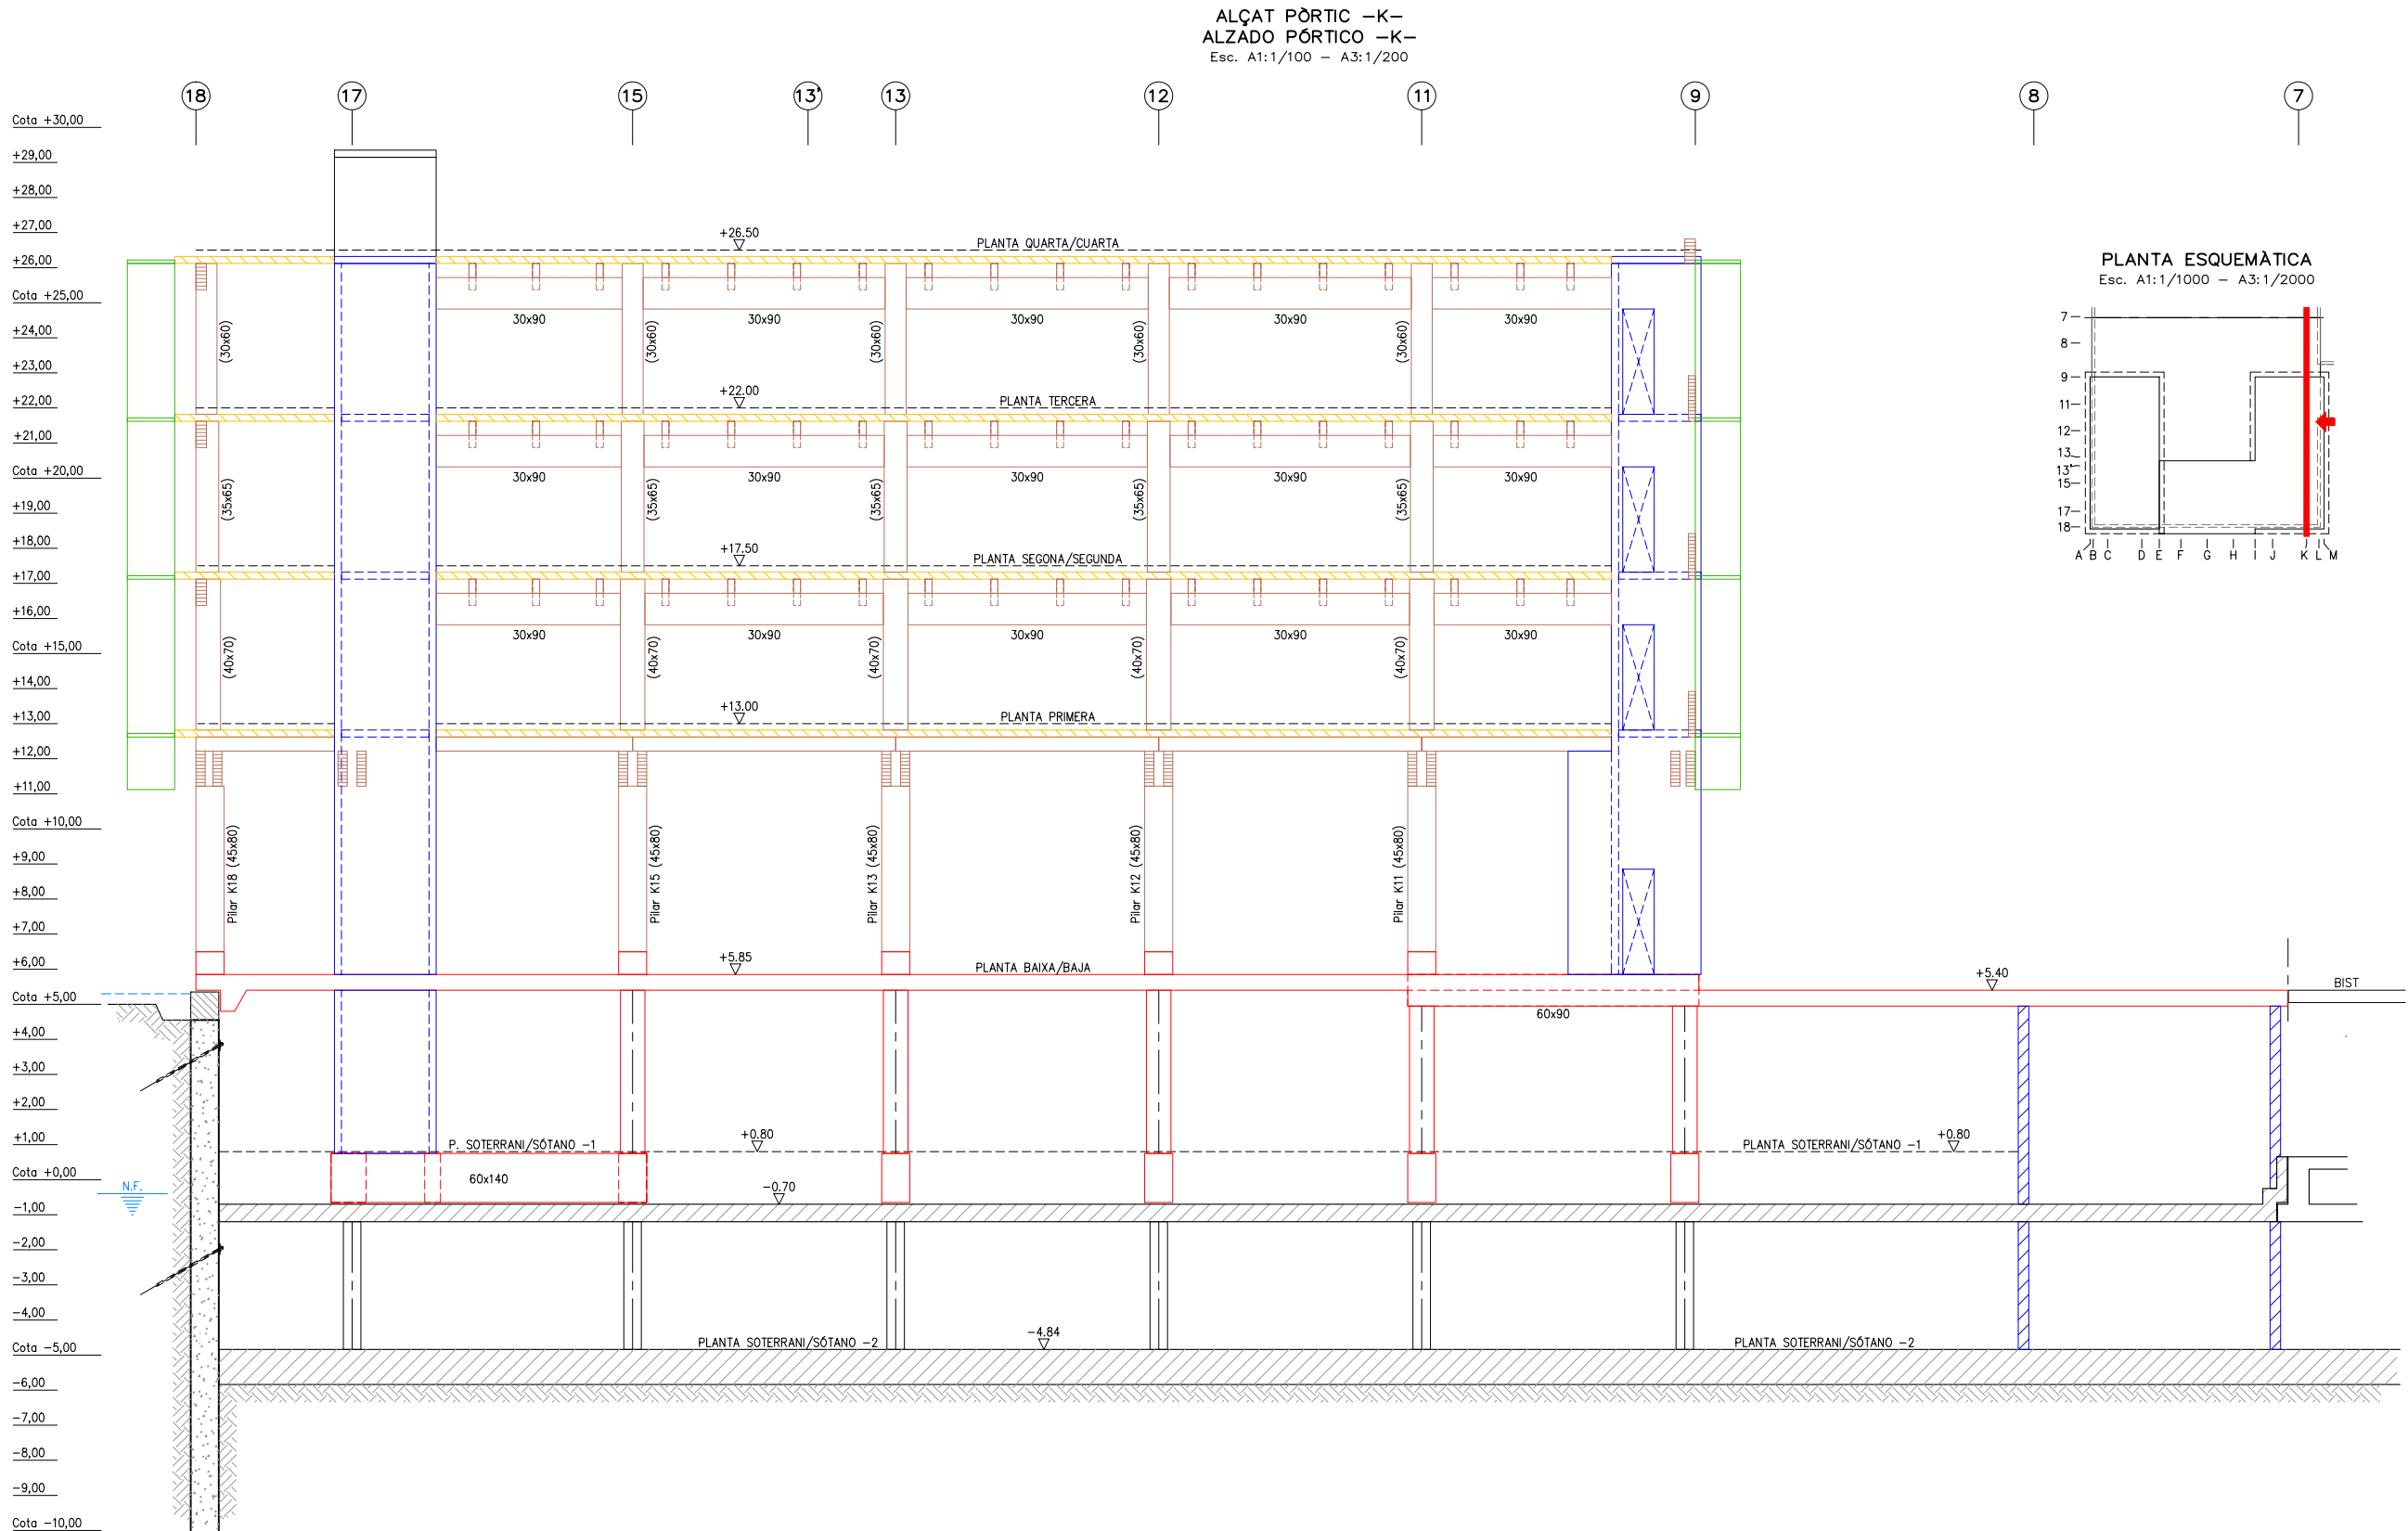 ALÇAT PÒRTIC -K-
ALZADO PÓRTICO -K-
Esc. A1:1/100 - A3:1/200
18 17 15 13' 13 12 11 9 8 7
Cota +30,00
+29,00
+28,00
+27,00
+26,00
Cota +25,00
+24,00
+23,00
+22,00
+21,00
Cota +20,00
+19,00
+18,00
+17,00
+16,00
Cota +15,00
+14,00
+13,00
+12,00
+11,00
Cota +10,00
+9,00
+8,00
+7,00
+6,00
Cota +5,00
+4,00
+3,00
+2,00
+1,00
Cota +0,00
N.F.
-1,00
-2,00
-3,00
-4,00
Cota -5,00
-6,00
-7,00
-8,00
-9,00
Cota -10,00
+26.50
PLANTA QUARTA/CUARTA
30x90 30x90 30x90 30x90 30x90
(30x60) (30x60) (30x60) (30x60) (30x60)
+22.00
PLANTA TERCERA
30x90 30x90 30x90 30x90 30x90
(35x65) (35x65) (35x65) (35x65) (35x65)
+17.50
PLANTA SEGONA/SEGUNDA
30x90 30x90 30x90 30x90 30x90
(40x70) (40x70) (40x70) (40x70) (40x70)
+13.00
PLANTA PRIMERA
Pilar K18 (45x80)
Pilar K15 (45x80)
Pilar K13 (45x80)
Pilar K12 (45x80)
Pilar K11 (45x80)
+5.85
PLANTA BAIXA/BAJA
+5.40
BIST
60x90
P. SOTERRANI/SÓTANO -1
+0.80
PLANTA SOTERRANI/SÓTANO -1
+0.80
60x140
-0.70
PLANTA SOTERRANI/SÓTANO -2
-4.84
PLANTA SOTERRANI/SÓTANO -2
PLANTA ESQUEMÀTICA
Esc. A1:1/1000 - A3:1/2000
7
8
9
11
12
13
13'
15
17
18
A B C D E F G H I J K L M